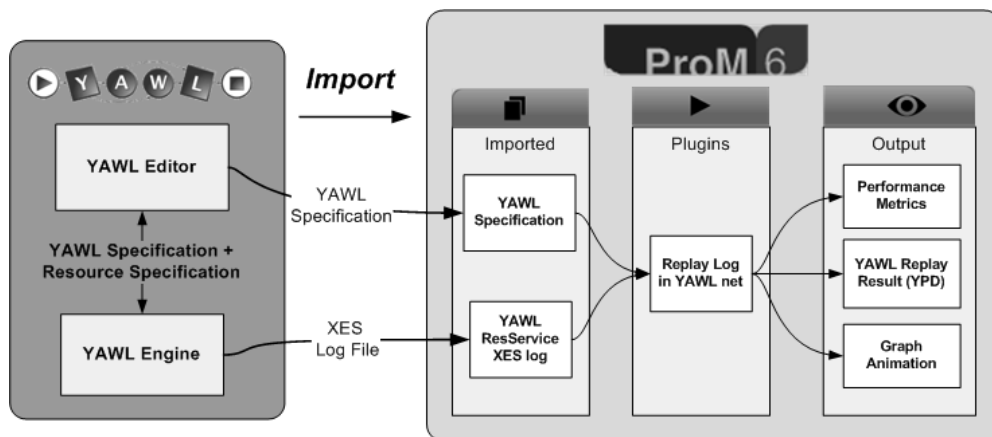 YAWL
YAWL Editor
YAWL Specification +
Resource Specification
YAWL Engine
Import
YAWL
Specification
XES
Log File
ProM 6
Imported
YAWL
Specification
YAWL
ResService
XES log
Plugins
Replay Log
in YAWL net
Output
Performance
Metrics
YAWL Replay
Result (YPD)
Graph
Animation